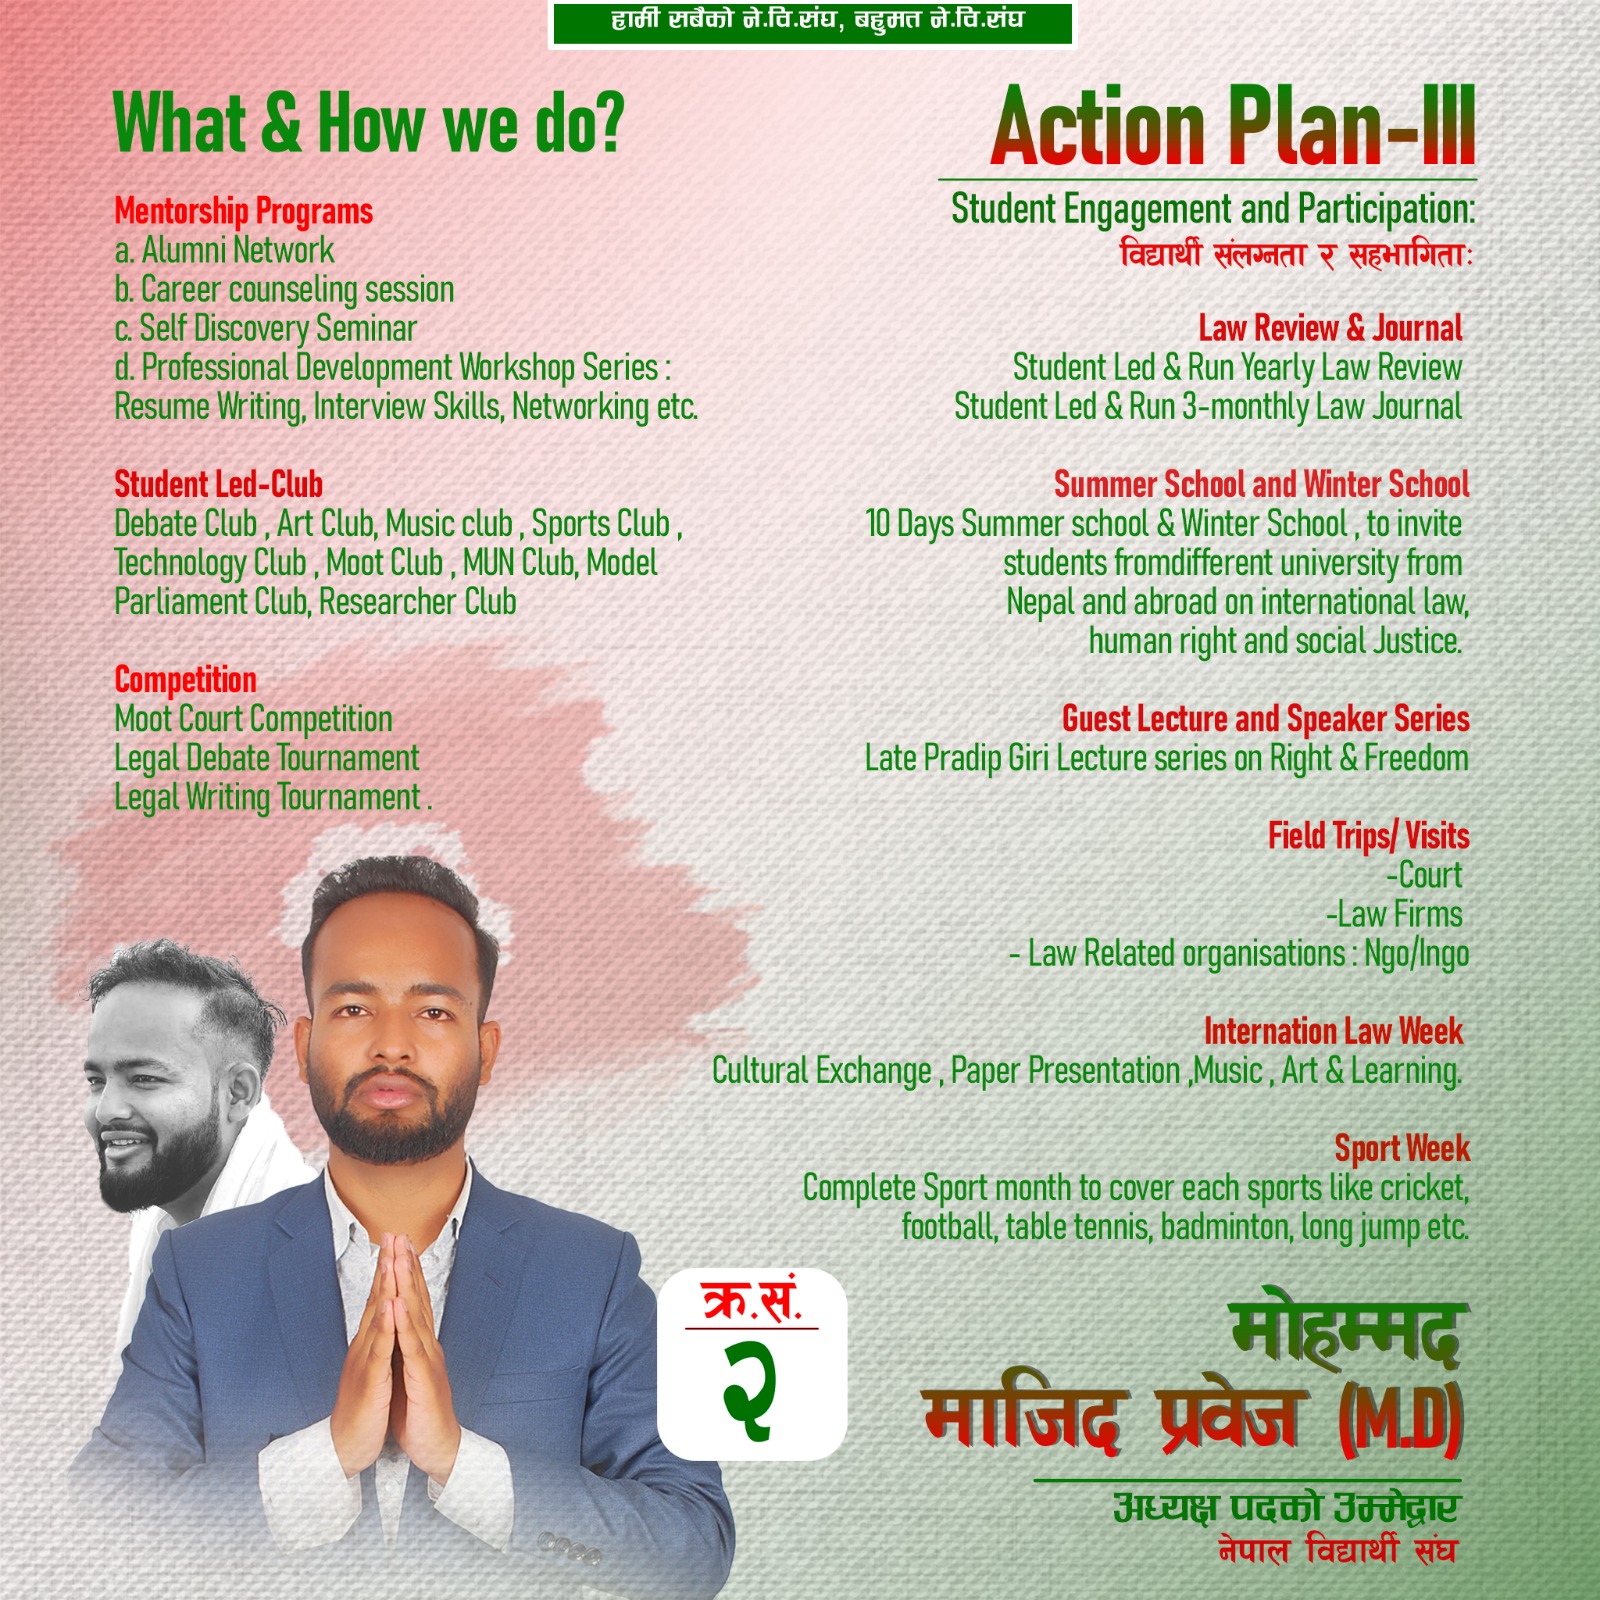 हामी सबैको ने.वि.संघ, बहुमत ने.वि.संघ
What & How we do?
Mentorship Programs
a. Alumni Network
b. Career counseling session
c. Self Discovery Seminar
d. Professional Development Workshop Series :
Resume Writing, Interview Skills, Networking etc.
Student Led-Club
Debate Club , Art Club, Music club , Sports Club ,
Technology Club , Moot Club , MUN Club, Model
Parliament Club, Researcher Club
Competition
Moot Court Competition
Legal Debate Tournament
Legal Writing Tournament .
Action Plan-III
Student Engagement and Participation:
विद्यार्थी संलग्नता र सहभागिताः
Law Review & Journal
Student Led & Run Yearly Law Review
Student Led & Run 3-monthly Law Journal
Summer School and Winter School
10 Days Summer school & Winter School , to invite
students fromdifferent university from
Nepal and abroad on international law,
human right and social Justice.
Guest Lecture and Speaker Series
Late Pradip Giri Lecture series on Right & Freedom
Field Trips/ Visits
-Court
-Law Firms
- Law Related organisations : Ngo/Ingo
Internation Law Week
Cultural Exchange , Paper Presentation ,Music , Art & Learning.
Sport Week
Complete Sport month to cover each sports like cricket,
football, table tennis, badminton, long jump etc.
क्र.सं.
२
मोहम्मद
माजिद प्रवेज (M.D)
अध्यक्ष पदको उम्मेद्वार
नेपाल विद्यार्थी संघ